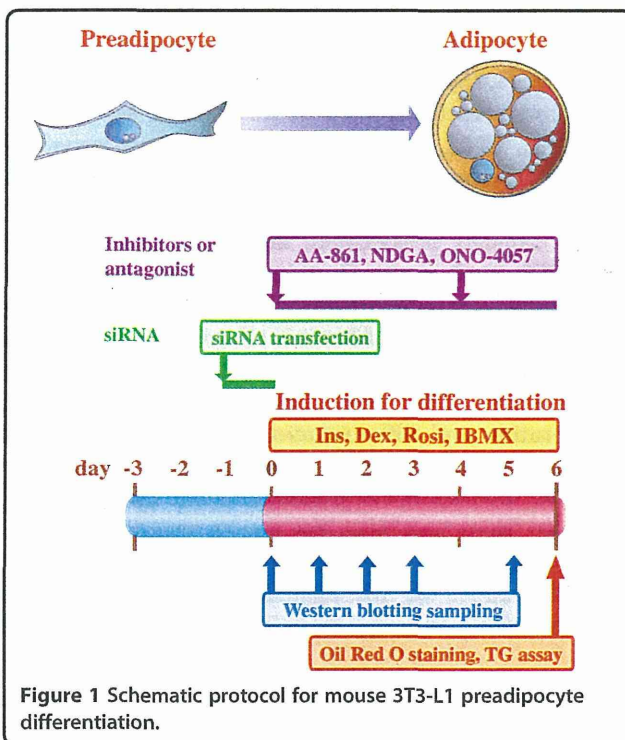 Preadipocyte Adipocyte
Inhibitors or
antagonist
AA-861, NDGA, ONO-4057
siRNA siRNA transfection
Induction for differentiation
Ins, Dex, Rosi, IBMX
day -3 -2 -1 0 1 2 3 4 5 6
Western blotting sampling
Oil Red O staining, TG assay
Figure 1 Schematic protocol for mouse 3T3-L1 preadipocyte
differentiation.